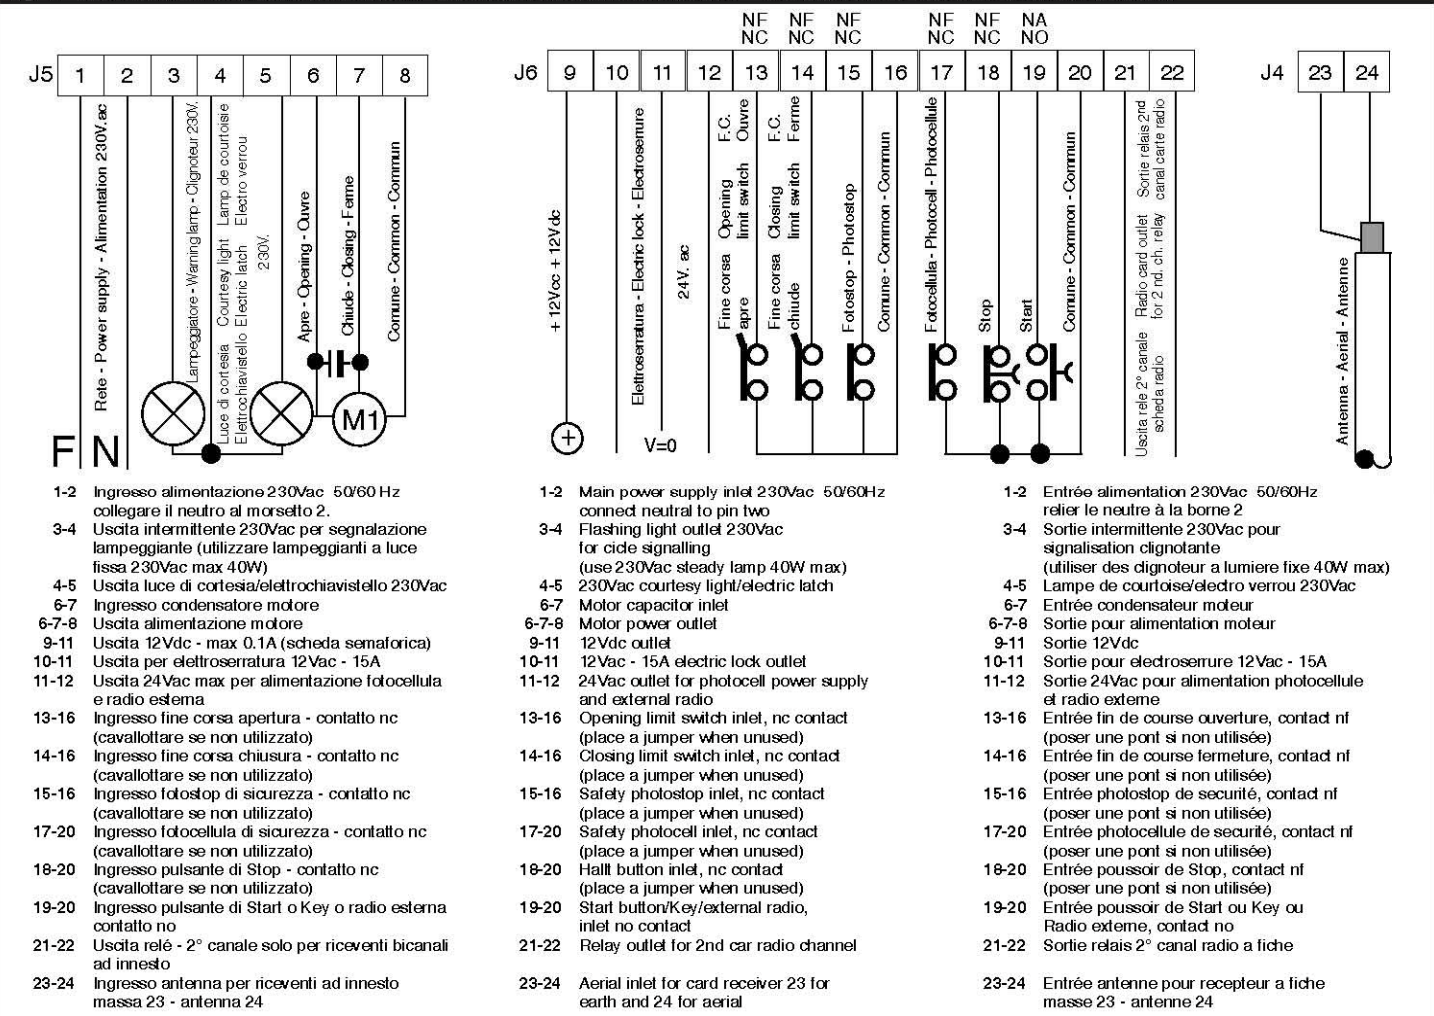 NF NF NF NF NF NA
NC NC NC NC NC NO
J5 1 2 3 4 5 6 7 8
J6 9 10 11 12 13 14 15 16 17 18 19 20 21 22
J4 23 24
Rete - Power supply - Alimentation 230V.ac
Lampeggiatore - Warning lamp - Clignoteur 230V.
Luce di cortesia Courtesy light Lamp de courtoisie
Elettrochiavistello Electric latch Electro verrou
230V.
Apre - Opening - Ouvre
Chiude - Closing - Ferme
Comune - Common - Commun
M1
F N
+ 12Vcc + 12Vdc
+
Elettroserratura - Electric lock - Electroserrure
V=0
24V. ac
Fine corsa Opening F.C.
apre limit switch Ouvre
Fine corsa Closing F.C.
chiude limit switch Ferme
Fotostop - Photostop
Comune - Common - Commun
Fotocellula - Photocell - Photocellule
Stop
Start
Comune - Common - Commun
Uscita rele 2° canale Radio card outlet Sortie relais 2nd
scheda radio for 2 nd. ch. relay canal carte radio
Antenna - Aerial - Antenne
1-2 Ingresso alimentazione 230Vac 50/60 Hz
collegare il neutro al morsetto 2.
3-4 Uscita intermittente 230Vac per segnalazione
lampeggiante (utilizzare lampeggianti a luce
fissa 230Vac max 40W)
4-5 Uscita luce di cortesia/elettrochiavistello 230Vac
6-7 Ingresso condensatore motore
6-7-8 Uscita alimentazione motore
9-11 Uscita 12Vdc - max 0.1A (scheda semaforica)
10-11 Uscita per elettroserratura 12Vac - 15A
11-12 Uscita 24Vac max per alimentazione fotocellula
e radio esterna
13-16 Ingresso fine corsa apertura - contatto nc
(cavallottare se non utilizzato)
14-16 Ingresso fine corsa chiusura - contatto nc
(cavallottare se non utilizzato)
15-16 Ingresso fotostop di sicurezza - contatto nc
(cavallottare se non utilizzato)
17-20 Ingresso fotocellula di sicurezza - contatto nc
(cavallottare se non utilizzato)
18-20 Ingresso pulsante di Stop - contatto nc
(cavallottare se non utilizzato)
19-20 Ingresso pulsante di Start o Key o radio esterna
contatto no
21-22 Uscita relé - 2° canale solo per riceventi bicanali
ad innesto
23-24 Ingresso antenna per riceventi ad innesto
massa 23 - antenna 24
1-2 Main power supply inlet 230Vac 50/60Hz
connect neutral to pin two
3-4 Flashing light outlet 230Vac
for cicle signalling
(use 230Vac steady lamp 40W max)
4-5 230Vac courtesy light/electric latch
6-7 Motor capacitor inlet
6-7-8 Motor power outlet
9-11 12Vdc outlet
10-11 12Vac - 15A electric lock outlet
11-12 24Vac outlet for photocell power supply
and external radio
13-16 Opening limit switch inlet, nc contact
(place a jumper when unused)
14-16 Closing limit switch inlet, nc contact
(place a jumper when unused)
15-16 Safety photostop inlet, nc contact
(place a jumper when unused)
17-20 Safety photocell inlet, nc contact
(place a jumper when unused)
18-20 Hallt button inlet, nc contact
(place a jumper when unused)
19-20 Start button/Key/external radio,
inlet no contact
21-22 Relay outlet for 2nd car radio channel
23-24 Aerial inlet for card receiver 23 for
earth and 24 for aerial
1-2 Entrée alimentation 230Vac 50/60Hz
relier le neutre à la borne 2
3-4 Sortie intermittente 230Vac pour
signalisation clignotante
(utiliser des clignoteur a lumiere fixe 40W max)
4-5 Lampe de courtoise/electro verrou 230Vac
6-7 Entrée condensateur moteur
6-7-8 Sortie pour alimentation moteur
9-11 Sortie 12Vdc
10-11 Sortie pour electroserrure 12Vac - 15A
11-12 Sortie 24Vac pour alimentation photocellule
et radio externe
13-16 Entrée fin de course ouverture, contact nf
(poser une pont si non utilisée)
14-16 Entrée fin de course fermeture, contact nf
(poser une pont si non utilisée)
15-16 Entrée photostop de securité, contact nf
(poser une pont si non utilisée)
17-20 Entrée photocellule de securité, contact nf
(poser une pont si non utilisée)
18-20 Entrée poussoir de Stop, contact nf
(poser une pont si non utilisée)
19-20 Entrée poussoir de Start ou Key ou
Radio externe, contact no
21-22 Sortie relais 2° canal radio a fiche
23-24 Entrée antenne pour recepteur a fiche
masse 23 - antenne 24